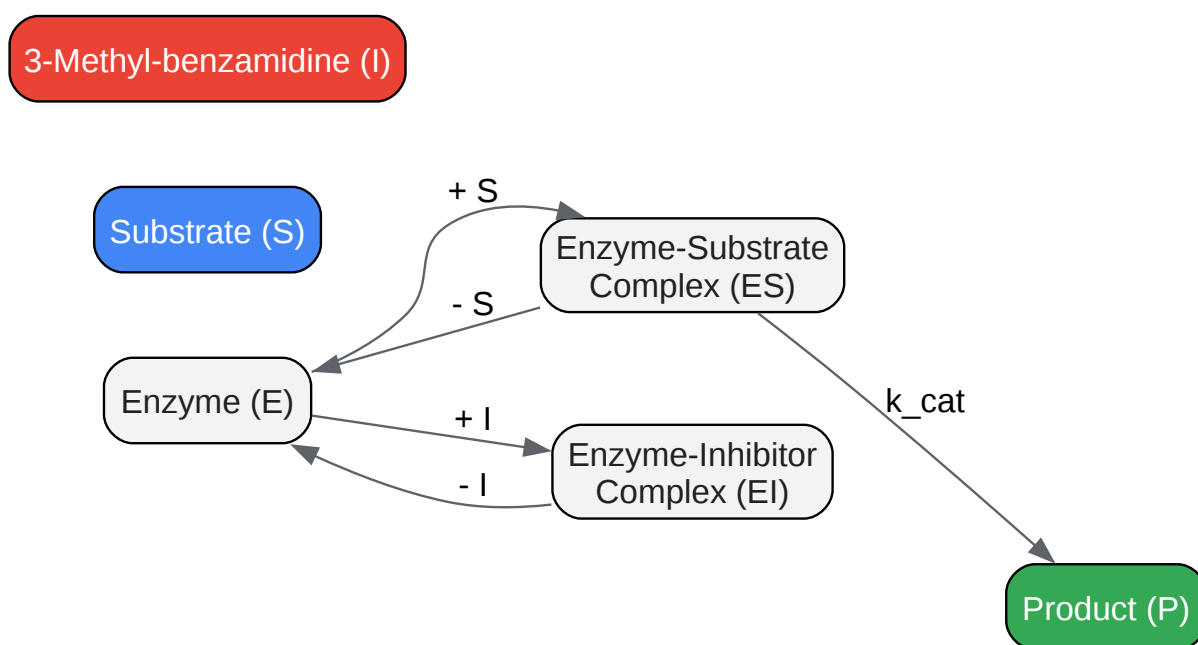 3-Methyl-benzamidine (I)
+ S
Substrate (S)
Enzyme-Substrate
Complex (ES)
- S
Enzyme (E)
k_cat
+ I
Enzyme-Inhibitor
Complex (EI)
- I
Product (P)